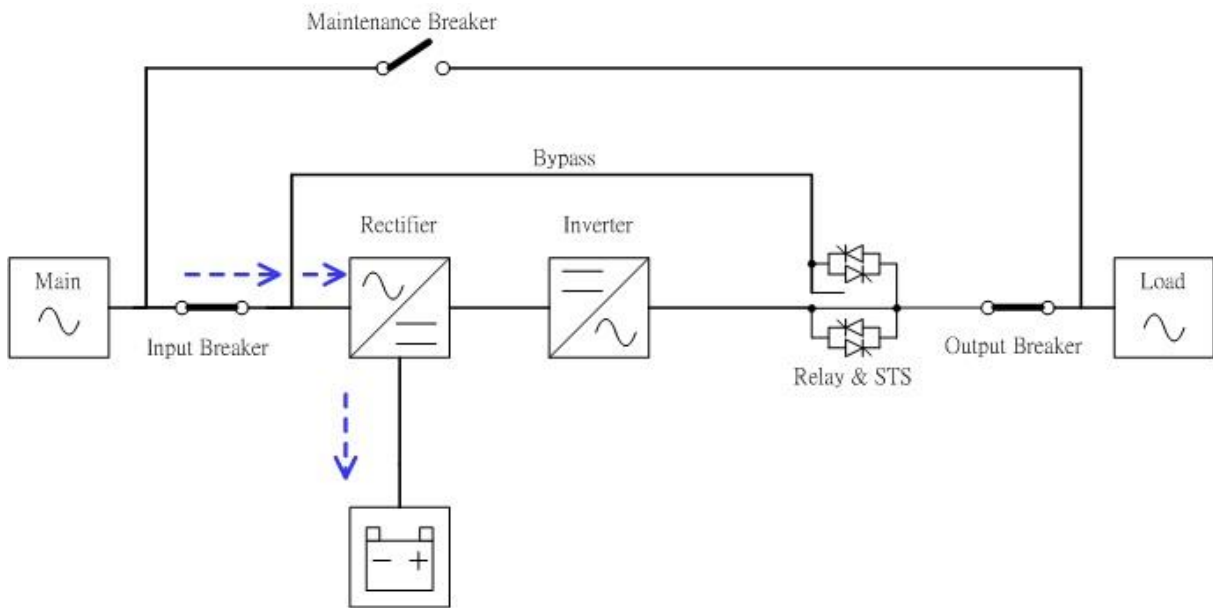 Maintenance Breaker
Bypass
Rectifier
Inverter
Main
Load
Input Breaker
Output Breaker
Relay & STS
− +